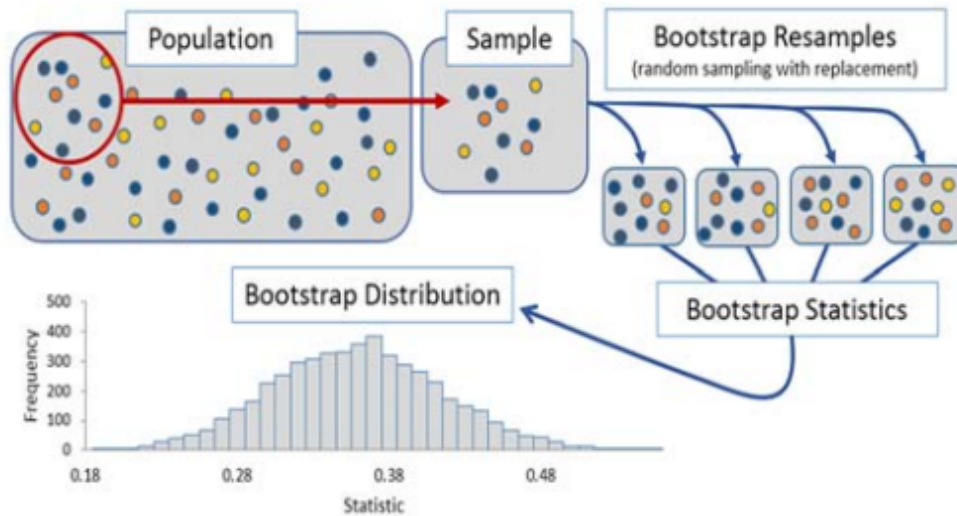 Population
Sample
Bootstrap Resamples
(random sampling with replacement)
Bootstrap Distribution
Bootstrap Statistics
500
400
300
200
100
0
Frequency
0.18 0.28 0.38 0.48
Statistic